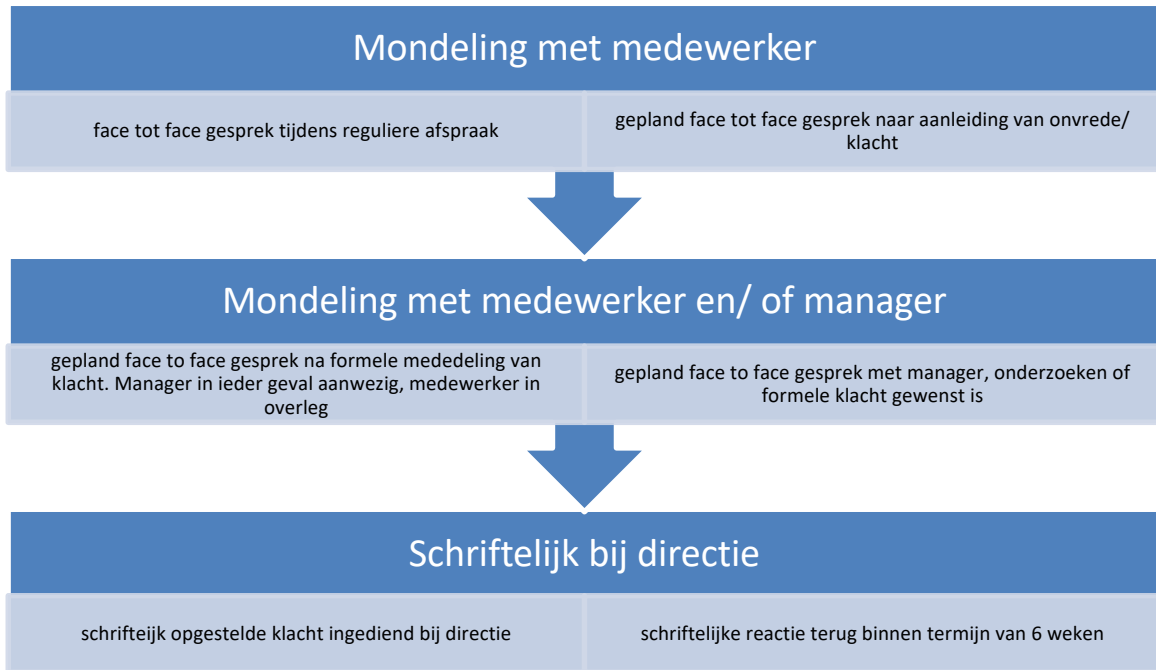 Mondeling met medewerker
face tot face gesprek tijdens reguliere afspraak
gepland face tot face gesprek naar aanleiding van onvrede/
klacht
Mondeling met medewerker en/ of manager
gepland face to face gesprek na formele mededeling van
klacht. Manager in ieder geval aanwezig, medewerker in
overleg
gepland face to face gesprek met manager, onderzoeken of
formele klacht gewenst is
Schriftelijk bij directie
schrifteijk opgestelde klacht ingediend bij directie
schriftelijke reactie terug binnen termijn van 6 weken